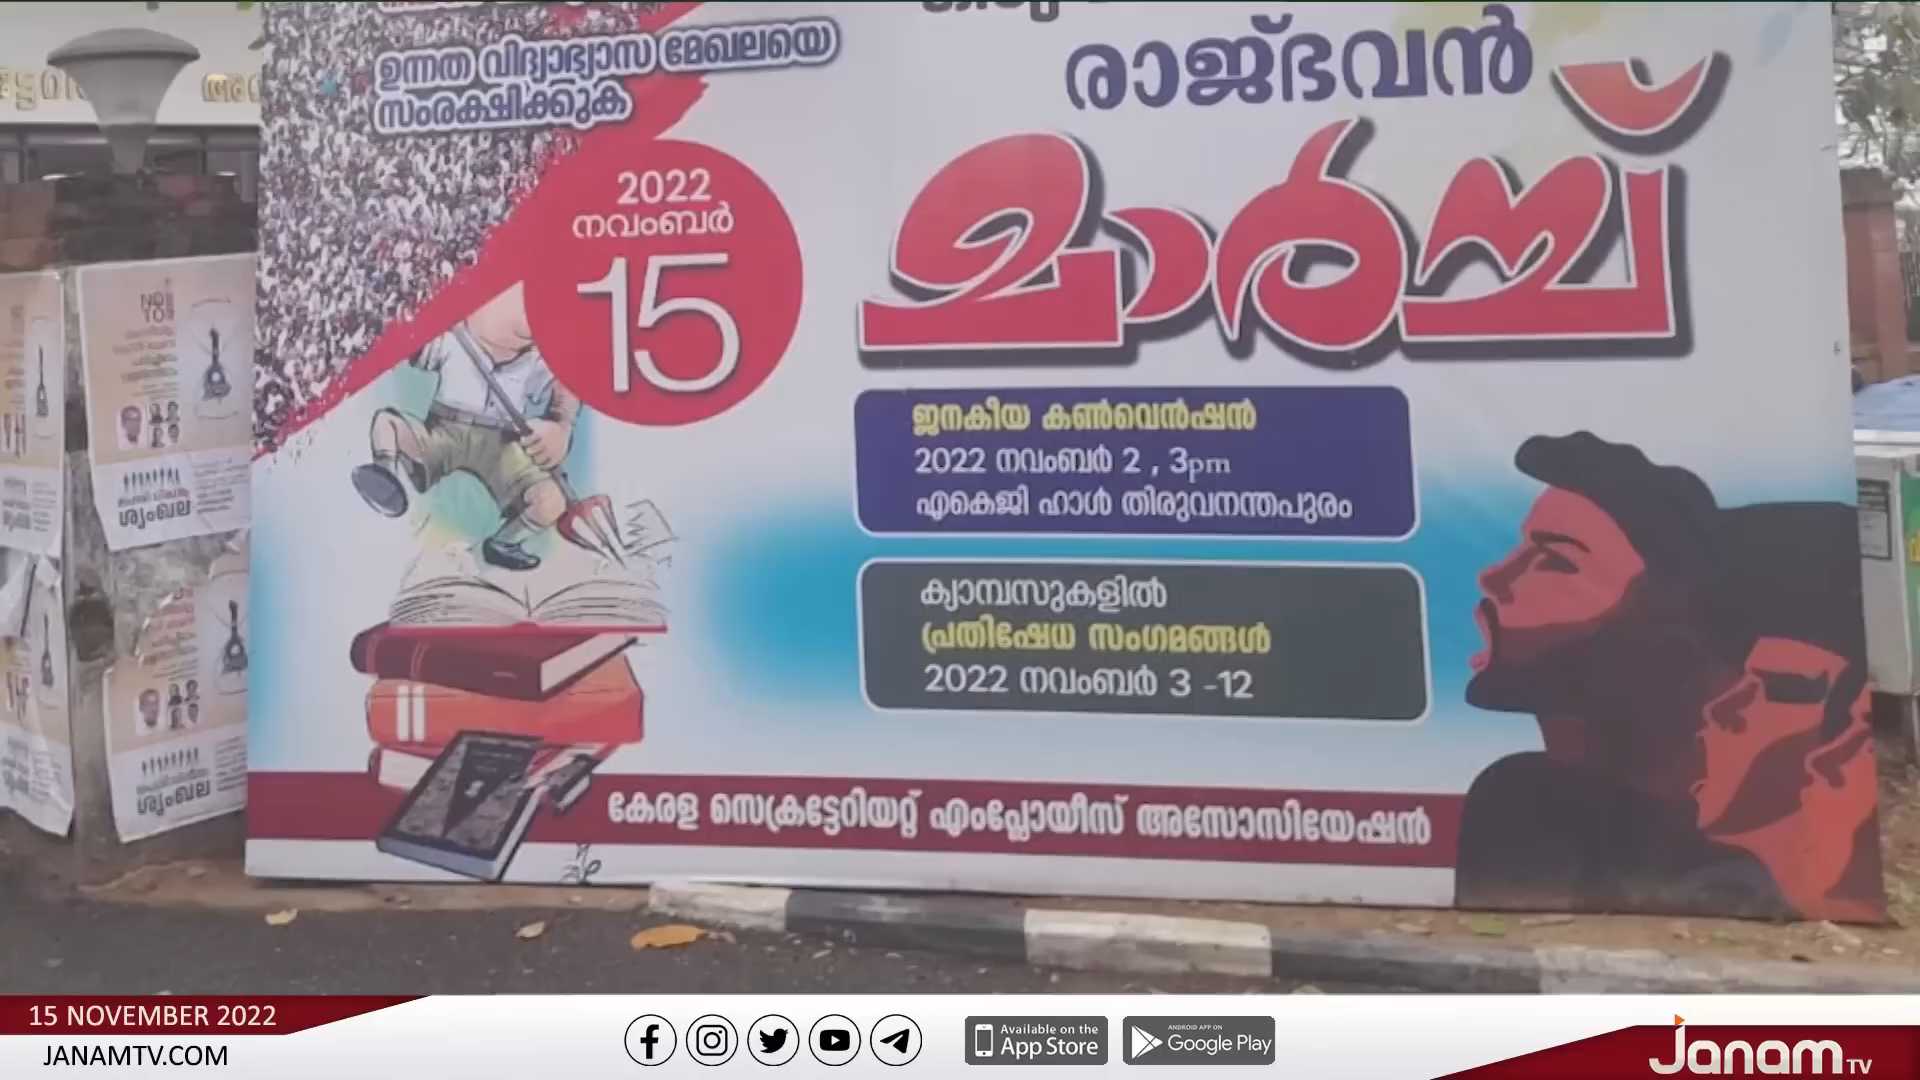 ഉന്നത വിദ്യാഭ്യാസ മേഖലയെ
സംരക്ഷിക്കുക
2022
നവംബർ
15
രാജ്ഭവൻ
മാർച്ച്
ജനകീയ കൺവെൻഷൻ
2022 നവംബർ 2 , 3pm
എകെജി ഹാൾ തിരുവനന്തപുരം
ക്യാമ്പസുകളിൽ
പ്രതിഷേധ സംഗമങ്ങൾ
2022 നവംബർ 3 -12
കേരള സെക്രട്ടേറിയറ്റ് എംപ്ലോയീസ് അസോസിയേഷൻ
NO
TO
ശൃംഖല
ശൃംഖല
15 NOVEMBER 2022
JANAMTV.COM
Available on the
App Store
ANDROID APP ON
Google Play
Janam TV